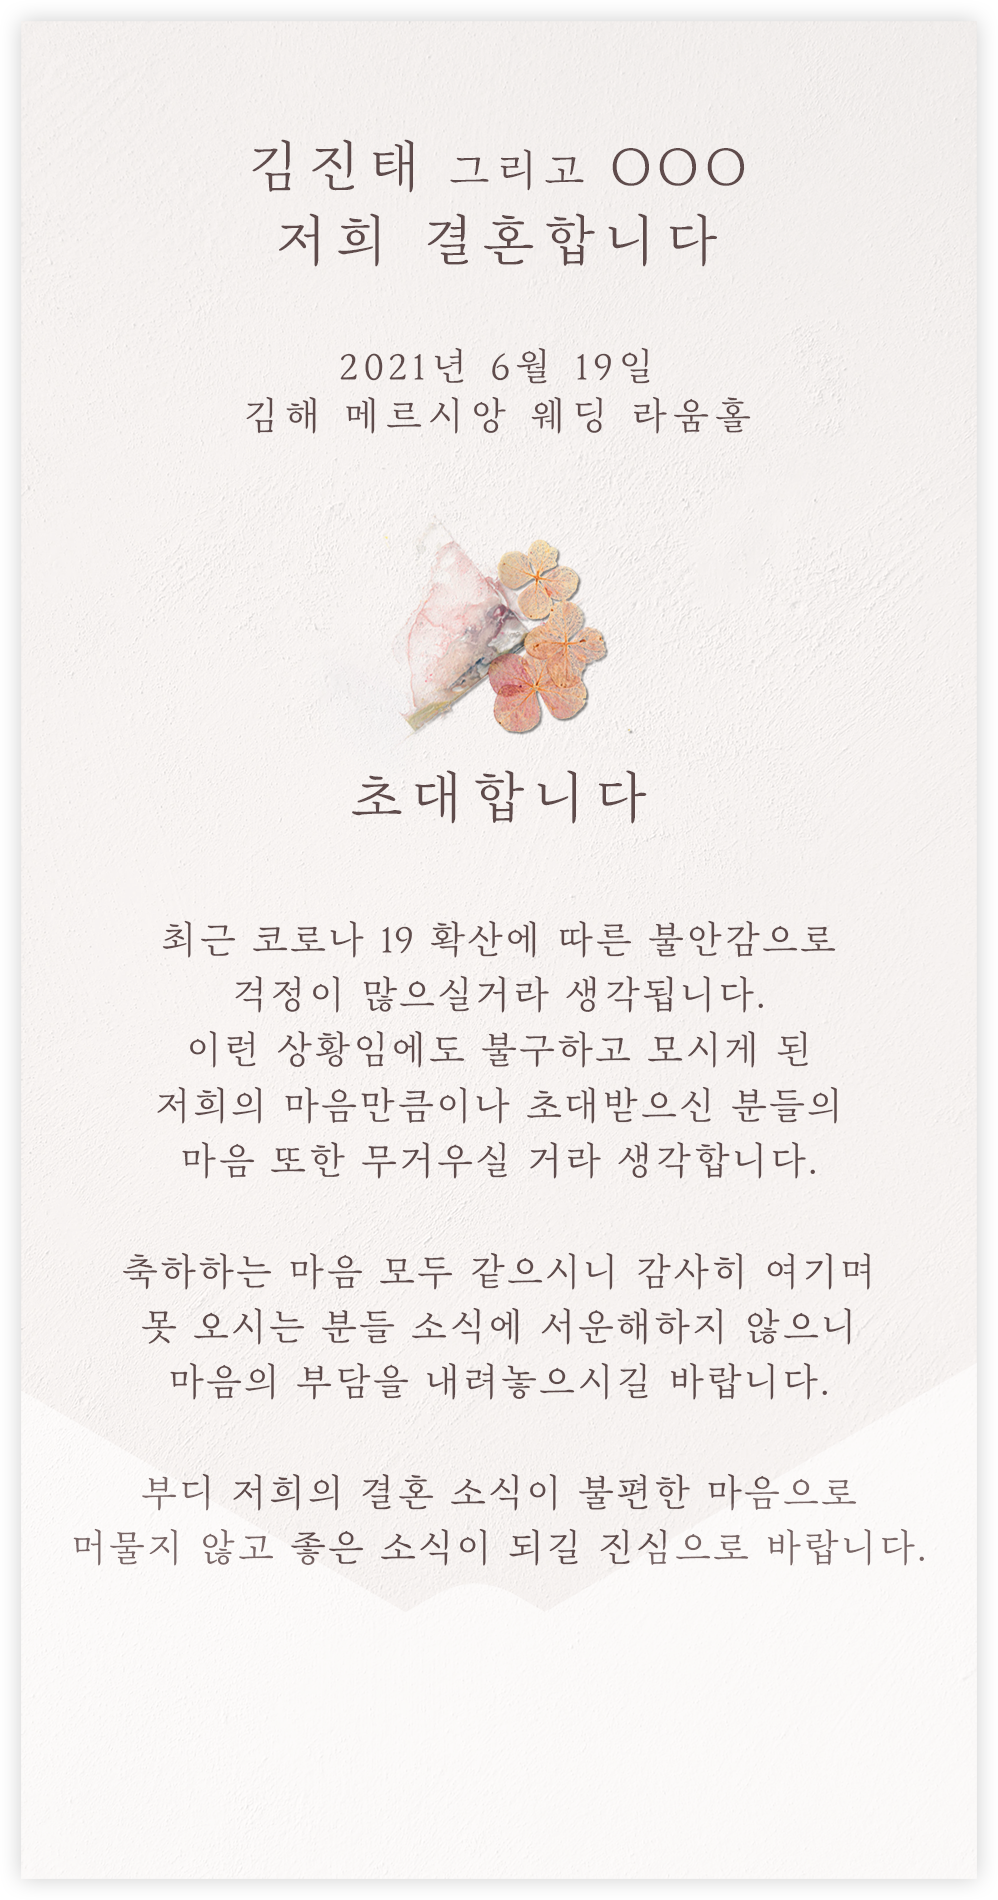 김진태 그리고 OOO
저희 결혼합니다
2021년 6월 19일
김해 메르시앙 웨딩 라움홀
초대합니다
최근 코로나 19 확산에 따른 불안감으로
걱정이 많으실거라 생각됩니다.
이런 상황임에도 불구하고 모시게 된
저희의 마음만큼이나 초대받으신 분들의
마음 또한 무거우실 거라 생각합니다.
축하하는 마음 모두 같으시니 감사히 여기며
못 오시는 분들 소식에 서운해하지 않으니
마음의 부담을 내려놓으시길 바랍니다.
부디 저희의 결혼 소식이 불편한 마음으로
머물지 않고 좋은 소식이 되길 진심으로 바랍니다.